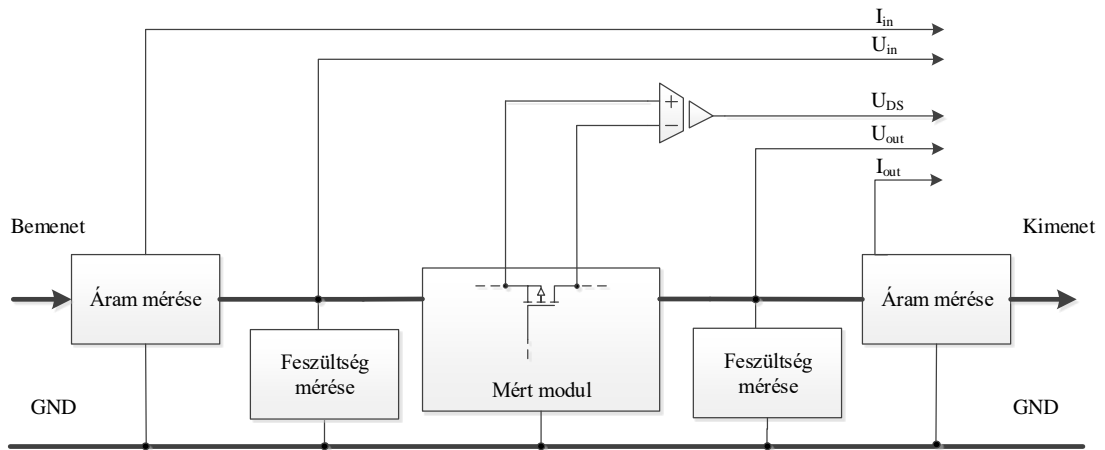 I_in
U_in
U_DS
U_out
I_out
Bemenet
Kimenet
Áram mérése
Áram mérése
+
−
Feszültség
mérése
Mért modul
Feszültség
mérése
GND
GND